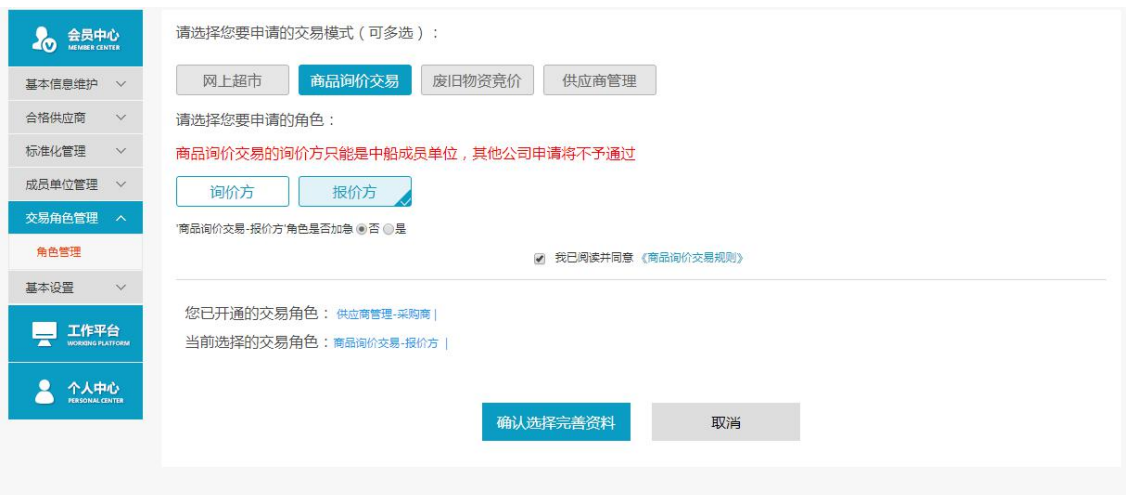 会员中心
MEMBER CENTER
基本信息维护
合格供应商
标准化管理
成员单位管理
交易角色管理
角色管理
基本设置
工作平台
WORKING PLATFORM
个人中心
PERSONAL CENTER
请选择您要申请的交易模式(可多选):
网上超市 商品询价交易 废旧物资竞价 供应商管理
请选择您要申请的角色:
商品询价交易的询价方只能是中船成员单位,其他公司申请将不予通过
询价方 报价方
'商品询价交易-报价方'角色是否加急 否 是
我已阅读并同意《商品询价交易规则》
您已开通的交易角色:供应商管理-采购商 |
当前选择的交易角色:商品询价交易-报价方 |
确认选择完善资料 取消